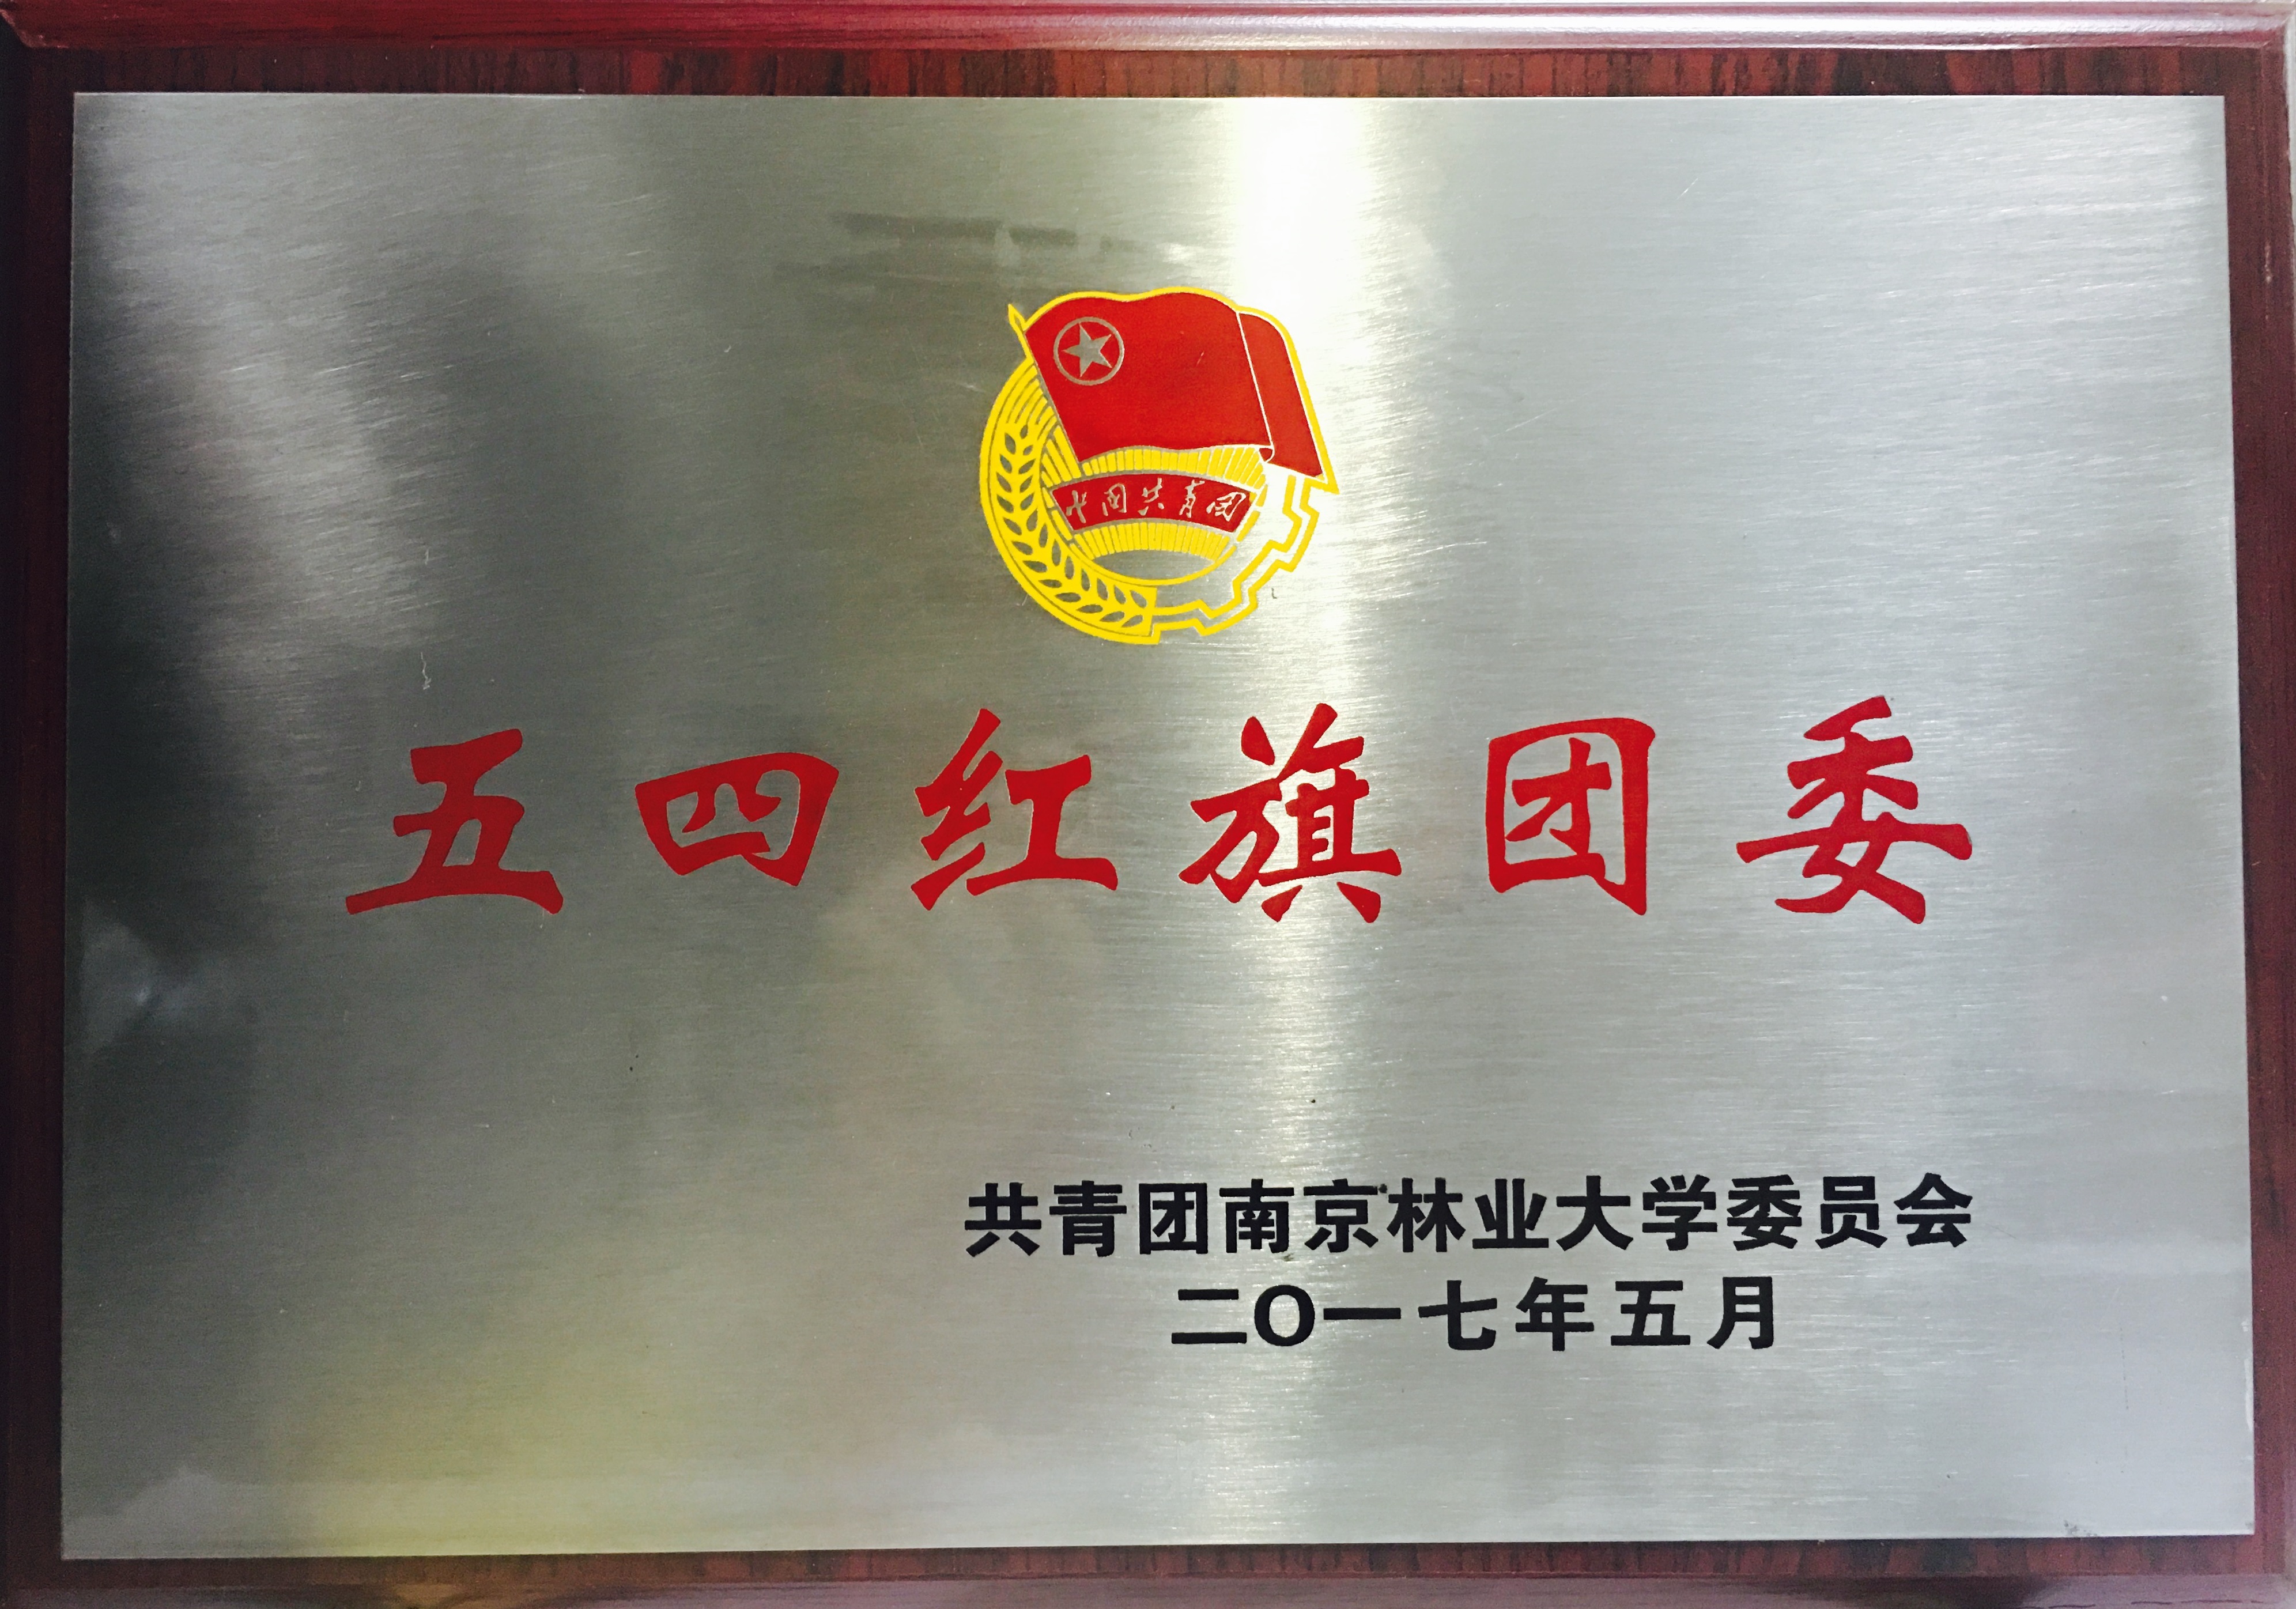 中国共青团
五四红旗团委
共青团南京林业大学委员会
二〇一七年五月